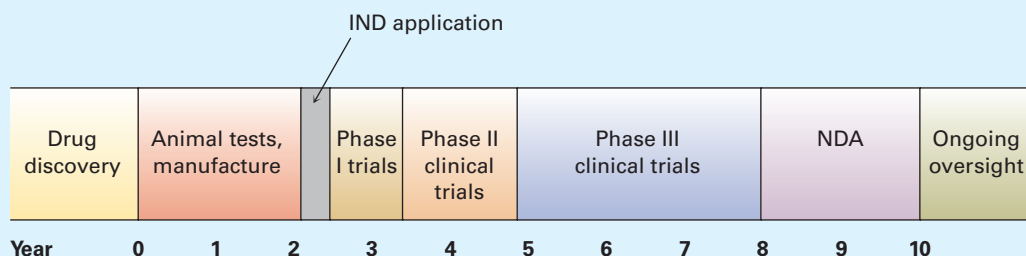 IND application
Drug
discovery
Animal tests,
manufacture
Phase
I trials
Phase II
clinical
trials
Phase III
clinical trials
NDA
Ongoing
oversight
Year 0 1 2 3 4 5 6 7 8 9 10